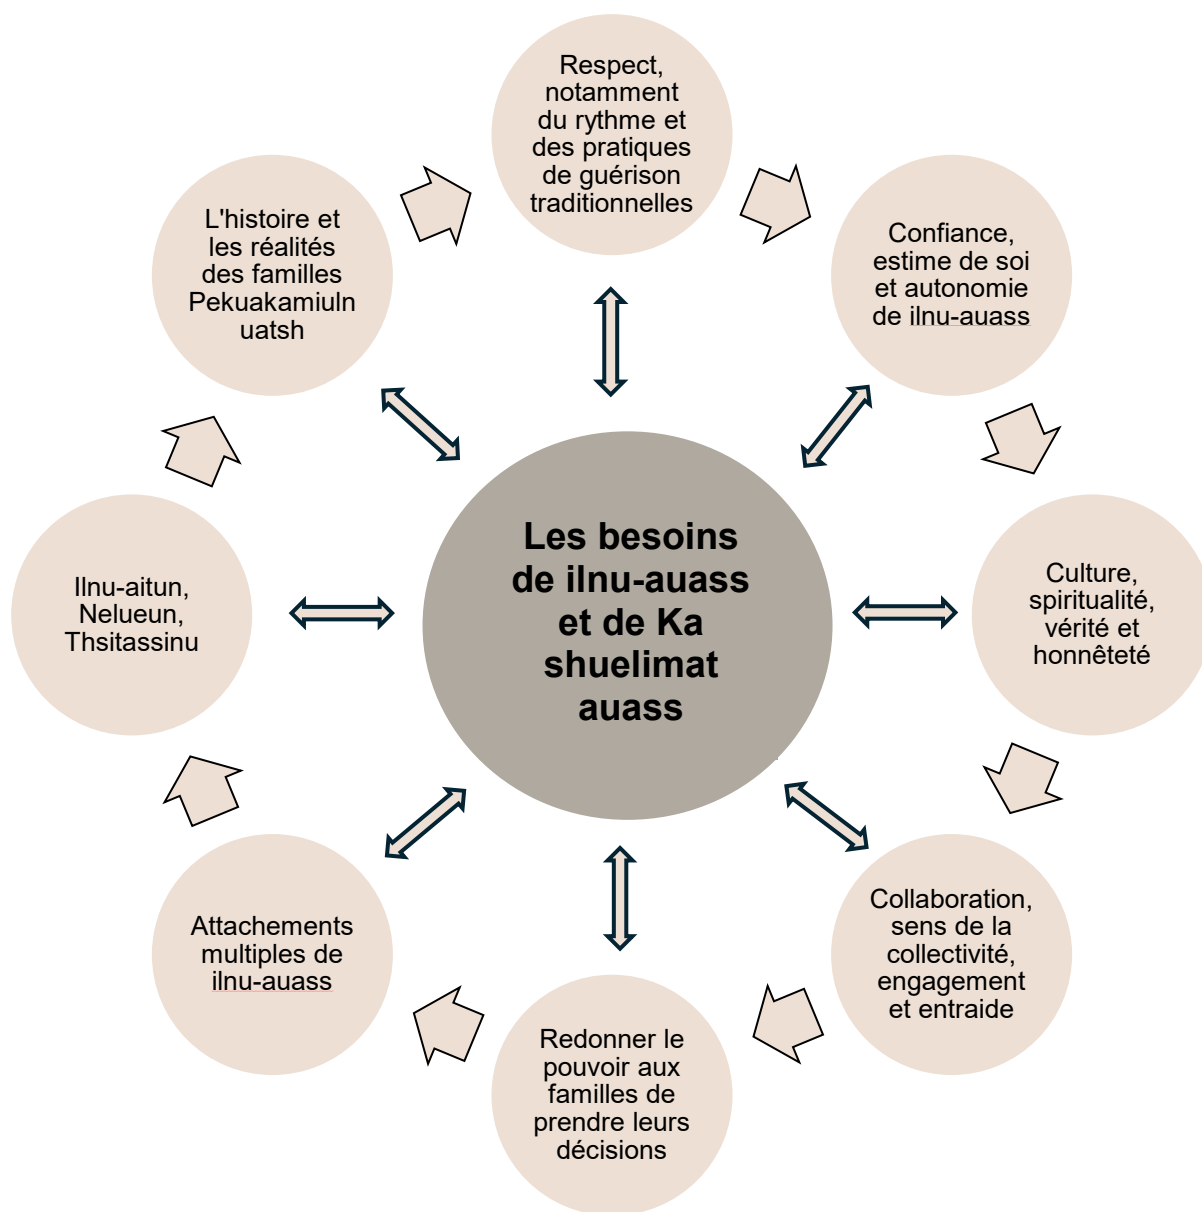 Respect,
notamment
du rythme et
des pratiques
de guérison
traditionnelles
Confiance,
estime de soi
et autonomie
de ilnu-auass
Culture,
spiritualité,
vérité et
honnêteté
Collaboration,
sens de la
collectivité,
engagement
et entraide
Redonner le
pouvoir aux
familles de
prendre leurs
décisions
Attachements
multiples de
ilnu-auass
Ilnu-aitun,
Nelueun,
Thsitassinu
L'histoire et
les réalités
des familles
Pekuakamiuln
uatsh
Les besoins
de ilnu-auass
et de Ka
shuelimat
auass